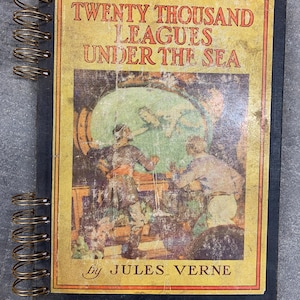 TWENTY THOUSAND
LEAGUES
UNDER THE SEA
by JULES VERNE